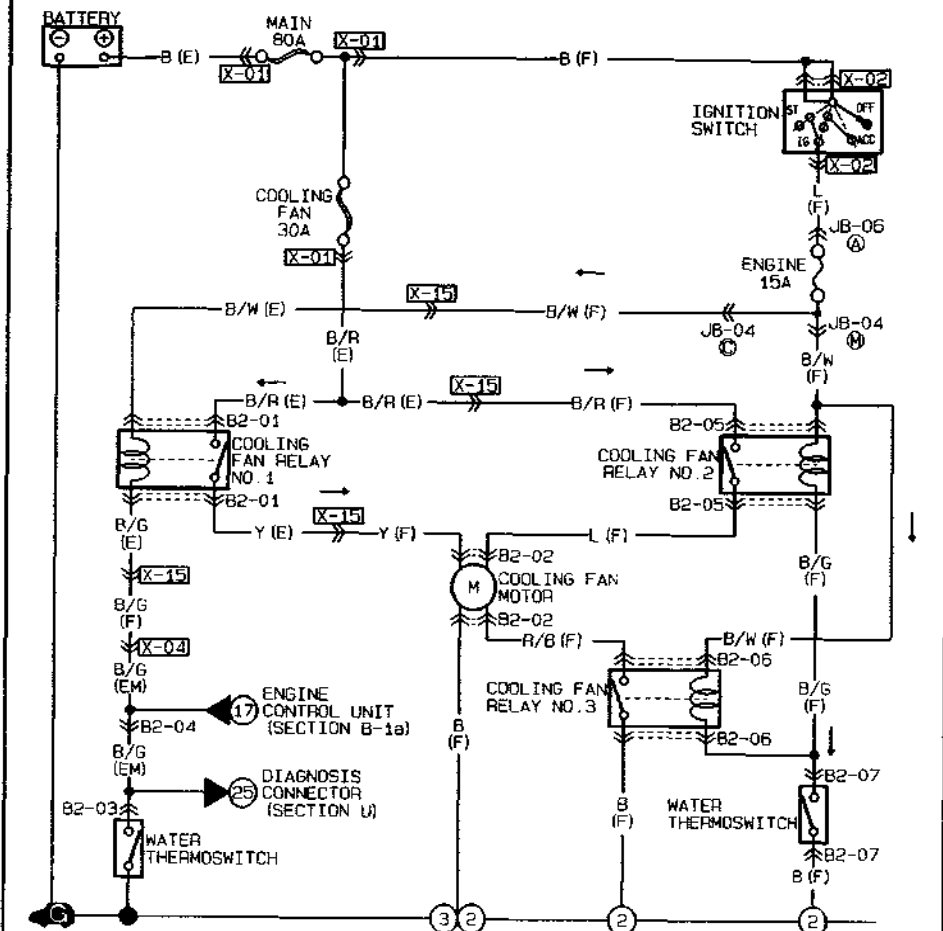 BATTERY
MAIN
80A
X-01
B (E)
X-01
B (F)
X-02
IGNITION
SWITCH
ST
OFF
IG
ACC
X-02
L
(F)
JB-06
A
COOLING
FAN
30A
X-01
ENGINE
15A
B/W (E)
X-15
B/W (F)
JB-04
C
JB-04
M
B/R
(E)
B/W
(F)
B/R (E)
B/R (E)
X-15
B/R (F)
B2-01
B2-05
COOLING
FAN RELAY
NO.1
COOLING FAN
RELAY NO.2
B2-01
B2-05
B/G
(E)
Y (E)
X-15
Y (F)
L (F)
B2-02
M
COOLING FAN
MOTOR
B/G
(F)
X-15
B2-02
B/G
(F)
R/B (F)
B/W (F)
X-04
B2-06
B/G
(EM)
17
ENGINE
CONTROL UNIT
(SECTION B-1a)
COOLING FAN
RELAY NO.3
B/G
(F)
B2-04
B
(F)
B2-06
B/G
(EM)
25
DIAGNOSIS
CONNECTOR
(SECTION U)
B2-07
B2-03
B
(F)
WATER
THERMOSWITCH
WATER
THERMOSWITCH
B2-07
B (F)
G
3
2
2
2